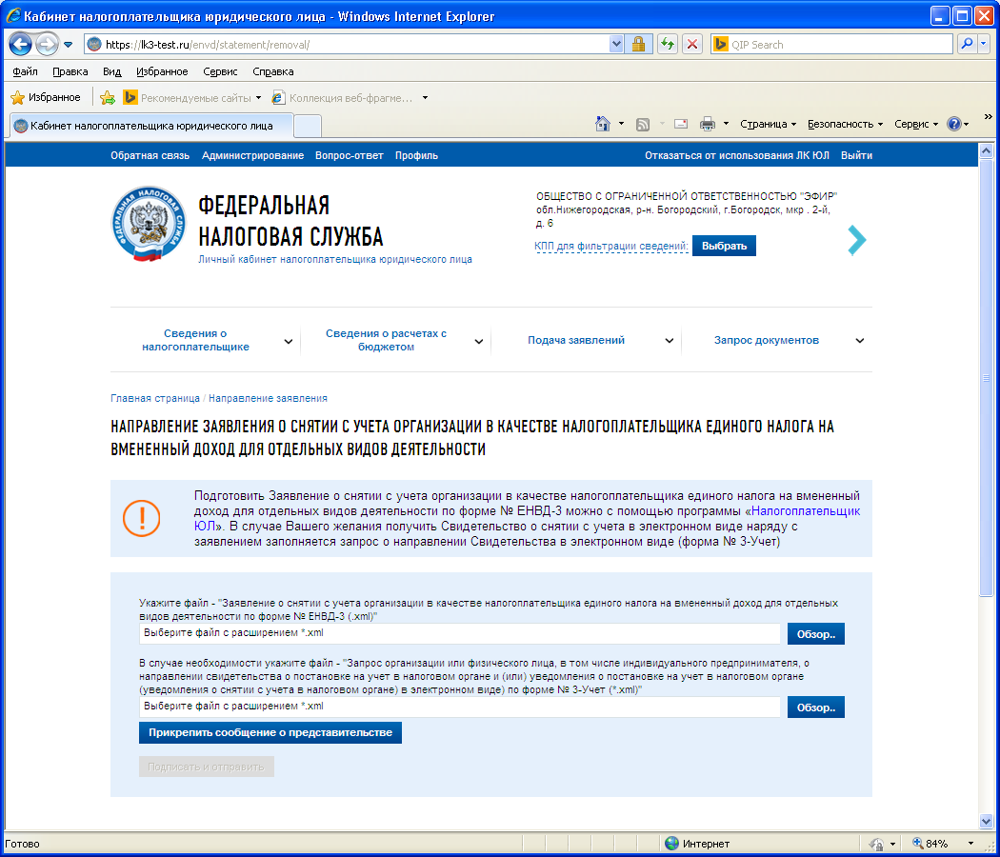 Кабинет налогоплательщика юридического лица - Windows Internet Explorer
https://lk3-test.ru/envd/statement/removal/
QIP Search
Файл Правка Вид Избранное Сервис Справка
Избранное Рекомендуемые сайты Коллекция веб-фрагме...
Кабинет налогоплательщика юридического лица
Страница Безопасность Сервис »
Обратная связь Администрирование Вопрос-ответ Профиль Отказаться от использования ЛК ЮЛ Выйти
ФЕДЕРАЛЬНАЯ НАЛОГОВАЯ СЛУЖБА
ФЕДЕРАЛЬНАЯ
НАЛОГОВАЯ СЛУЖБА
Личный кабинет налогоплательщика юридического лица
ОБЩЕСТВО С ОГРАНИЧЕННОЙ ОТВЕТСТВЕННОСТЬЮ "ЭФИР"
обл.Нижегородская, р-н. Богородский, г.Богородск, мкр . 2-й,
д. 6
КПП для фильтрации сведений: Выбрать
Сведения о
налогоплательщике
Сведения о расчетах с
бюджетом
Подача заявлений
Запрос документов
Главная страница / Направление заявления
НАПРАВЛЕНИЕ ЗАЯВЛЕНИЯ О СНЯТИИ С УЧЕТА ОРГАНИЗАЦИИ В КАЧЕСТВЕ НАЛОГОПЛАТЕЛЬЩИКА ЕДИНОГО НАЛОГА НА
ВМЕНЕННЫЙ ДОХОД ДЛЯ ОТДЕЛЬНЫХ ВИДОВ ДЕЯТЕЛЬНОСТИ
Подготовить Заявление о снятии с учета организации в качестве налогоплательщика единого налога на вмененный
доход для отдельных видов деятельности по форме № ЕНВД-3 можно с помощью программы «Налогоплательщик
ЮЛ». В случае Вашего желания получить Свидетельство о снятии с учета в электронном виде наряду с
заявлением заполняется запрос о направлении Свидетельства в электронном виде (форма № 3-Учет)
Укажите файл - "Заявление о снятии с учета организации в качестве налогоплательщика единого налога на вмененный доход для отдельных
видов деятельности по форме № ЕНВД-3 (.xml)"
Выберите файл с расширением *.xml Обзор..
В случае необходимости укажите файл - "Запрос организации или физического лица, в том числе индивидуального предпринимателя, о
направлении свидетельства о постановке на учет в налоговом органе и (или) уведомления о постановке на учет в налоговом органе
(уведомления о снятии с учета в налоговом органе) в электронном виде) по форме № 3-Учет (*.xml)"
Выберите файл с расширением *.xml Обзор..
Прикрепить сообщение о представительстве
Подписать и отправить
Готово Интернет 84%